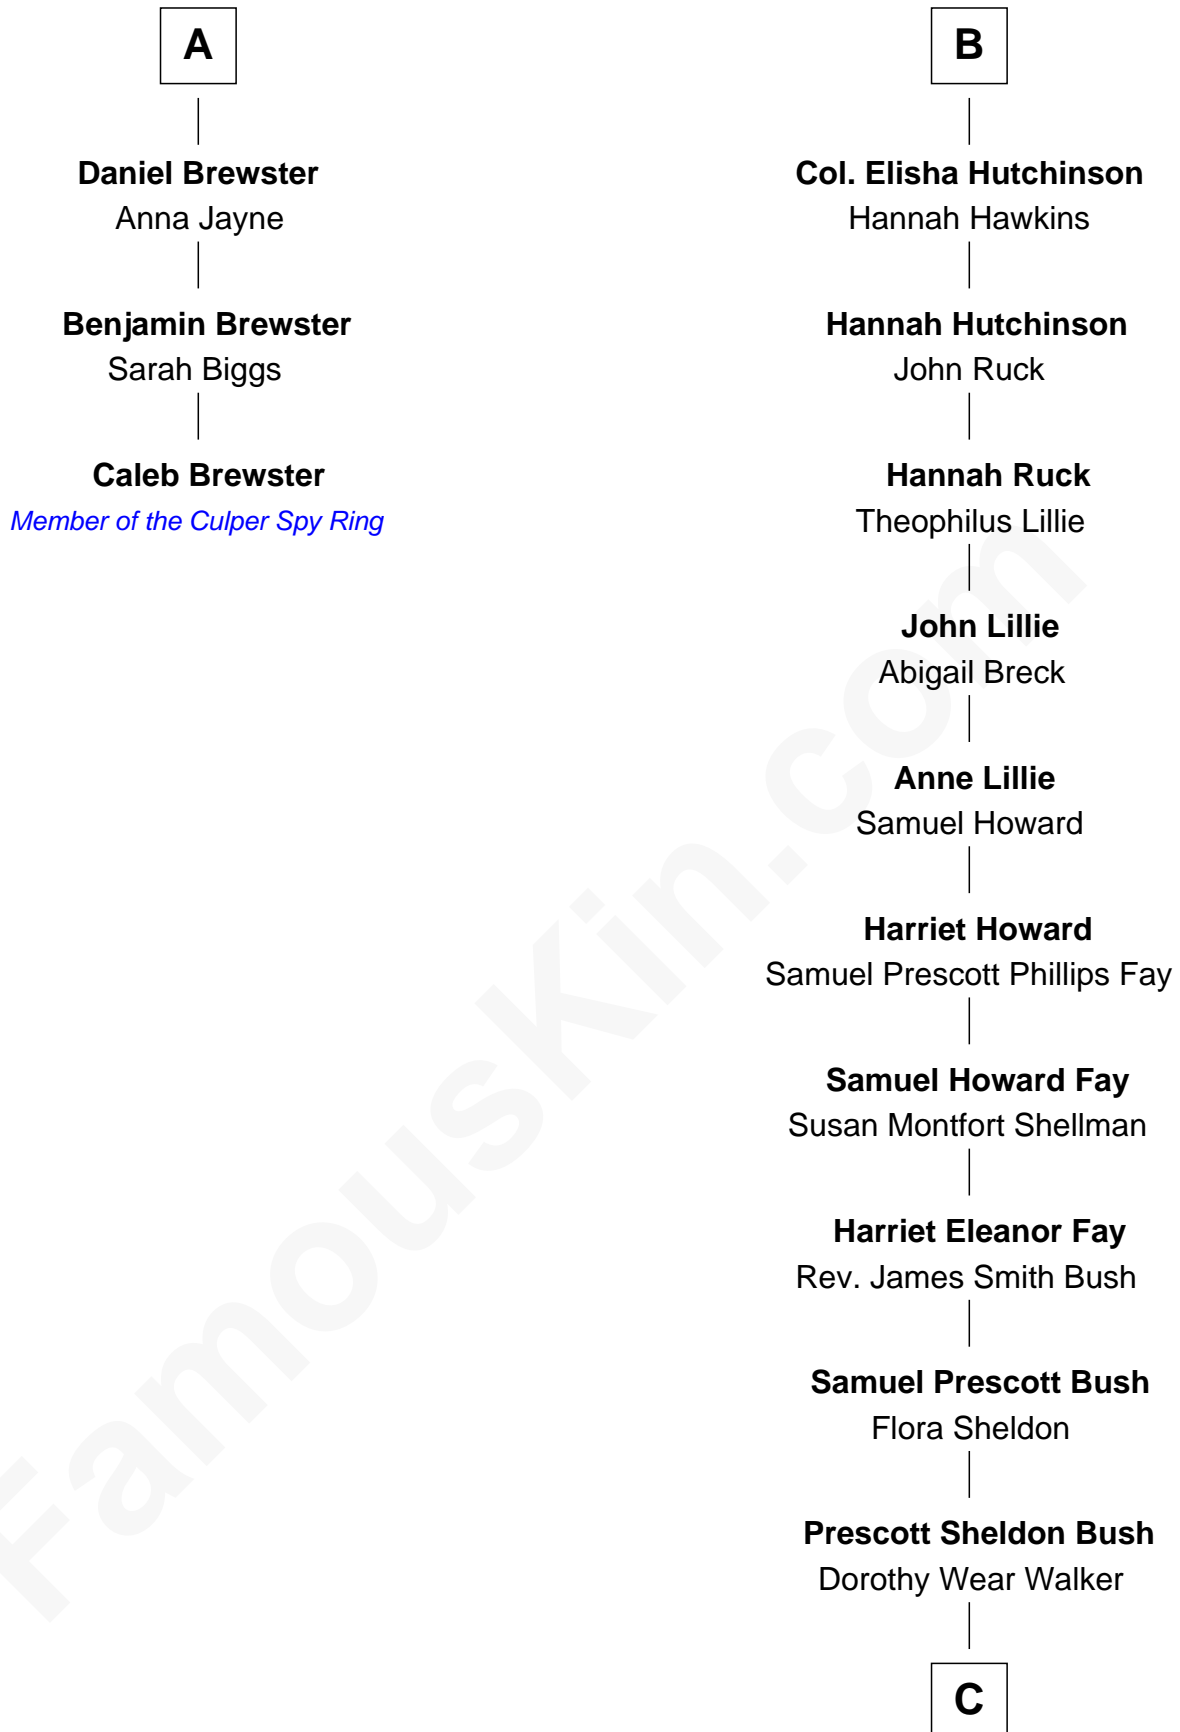 A
Daniel Brewster
Anna Jayne
Benjamin Brewster
Sarah Biggs
Caleb Brewster
Member of the Culper Spy Ring
B
Col. Elisha Hutchinson
Hannah Hawkins
Hannah Hutchinson
John Ruck
Hannah Ruck
Theophilus Lillie
John Lillie
Abigail Breck
Anne Lillie
Samuel Howard
Harriet Howard
Samuel Prescott Phillips Fay
Samuel Howard Fay
Susan Montfort Shellman
Harriet Eleanor Fay
Rev. James Smith Bush
Samuel Prescott Bush
Flora Sheldon
Prescott Sheldon Bush
Dorothy Wear Walker
C
FamousKin.com